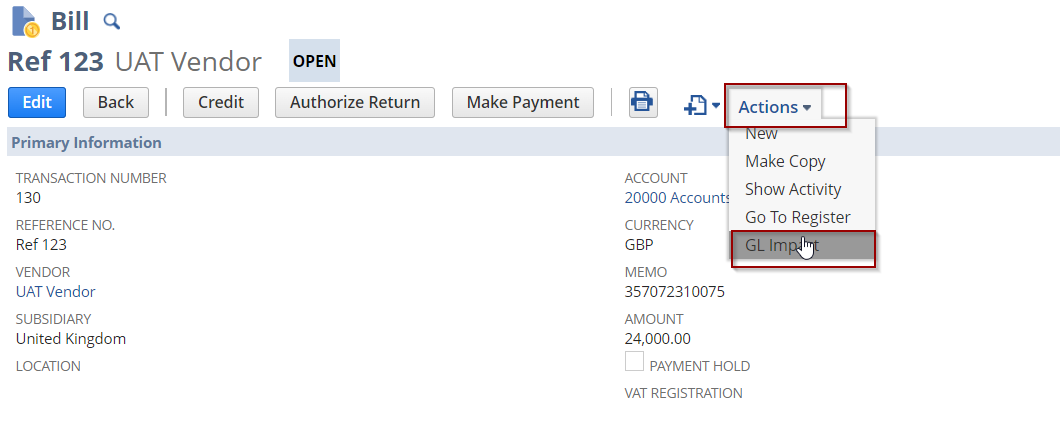 Bill
Ref 123 UAT Vendor OPEN
Edit Back Credit Authorize Return Make Payment Actions
New
Make Copy
Show Activity
Go To Register
GL Impact
Primary Information
TRANSACTION NUMBER
130
REFERENCE NO.
Ref 123
VENDOR
UAT Vendor
SUBSIDIARY
United Kingdom
LOCATION
ACCOUNT
20000 Accounts
CURRENCY
GBP
MEMO
357072310075
AMOUNT
24,000.00
PAYMENT HOLD
VAT REGISTRATION